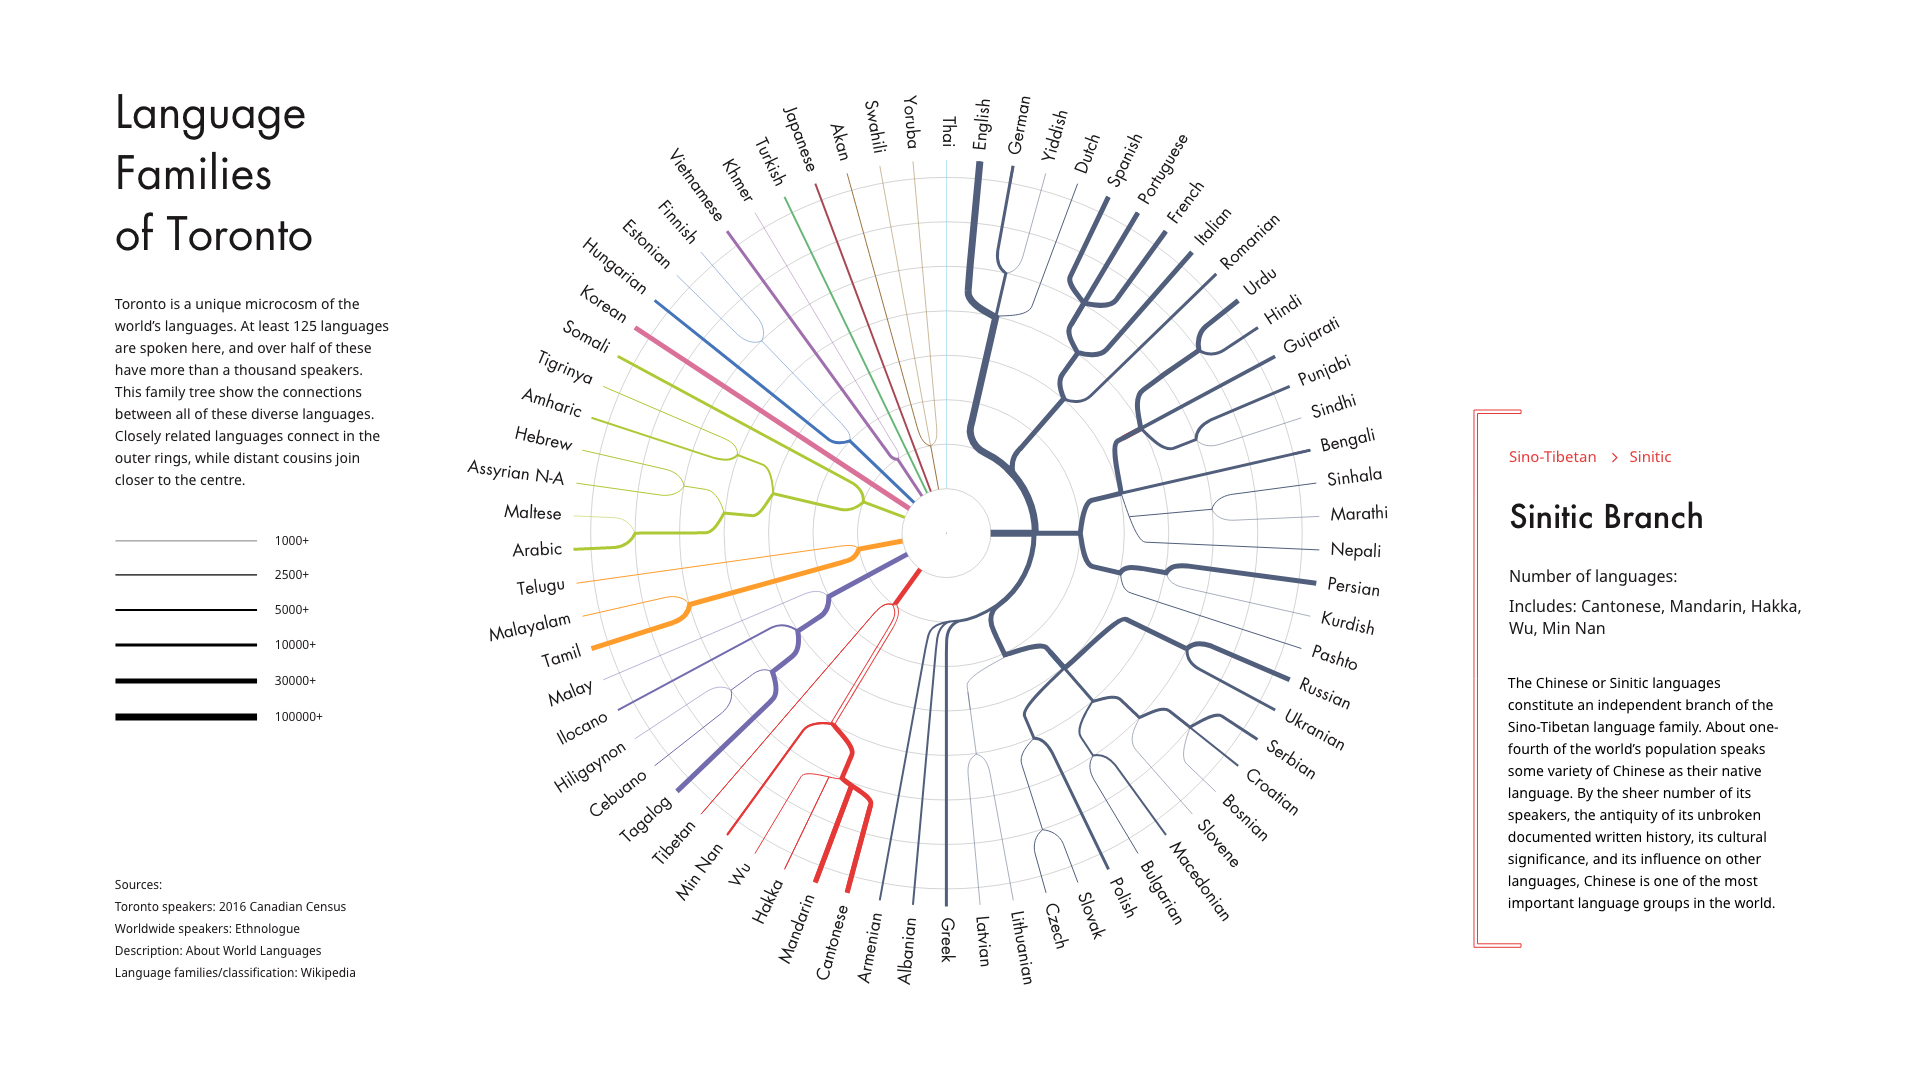 Language
Families
of Toronto
Toronto is a unique microcosm of the
world’s languages. At least 125 languages
are spoken here, and over half of these
have more than a thousand speakers.
This family tree show the connections
between all of these diverse languages.
Closely related languages connect in the
outer rings, while distant cousins join
closer to the centre.
1000+
2500+
5000+
10000+
30000+
100000+
Sources:
Toronto speakers: 2016 Canadian Census
Worldwide speakers: Ethnologue
Description: About World Languages
Language families/classification: Wikipedia
Thai
English
German
Yiddish
Dutch
Spanish
Portuguese
French
Italian
Romanian
Urdu
Hindi
Gujarati
Punjabi
Sindhi
Bengali
Sinhala
Marathi
Nepali
Persian
Kurdish
Pashto
Russian
Ukranian
Serbian
Croatian
Bosnian
Slovene
Macedonian
Bulgarian
Polish
Slovak
Czech
Lithuanian
Latvian
Greek
Albanian
Armenian
Cantonese
Mandarin
Hakka
Wu
Min Nan
Tibetan
Tagalog
Cebuano
Hiligaynon
Ilocano
Malay
Tamil
Malayalam
Telugu
Arabic
Maltese
Assyrian N-A
Hebrew
Amharic
Tigrinya
Somali
Korean
Hungarian
Estonian
Finnish
Vietnamese
Khmer
Turkish
Japanese
Akan
Swahili
Yoruba
Sino-Tibetan > Sinitic
Sinitic Branch
Number of languages:
Includes: Cantonese, Mandarin, Hakka,
Wu, Min Nan
The Chinese or Sinitic languages
constitute an independent branch of the
Sino-Tibetan language family. About one-
fourth of the world’s population speaks
some variety of Chinese as their native
language. By the sheer number of its
speakers, the antiquity of its unbroken
documented written history, its cultural
significance, and its influence on other
languages, Chinese is one of the most
important language groups in the world.